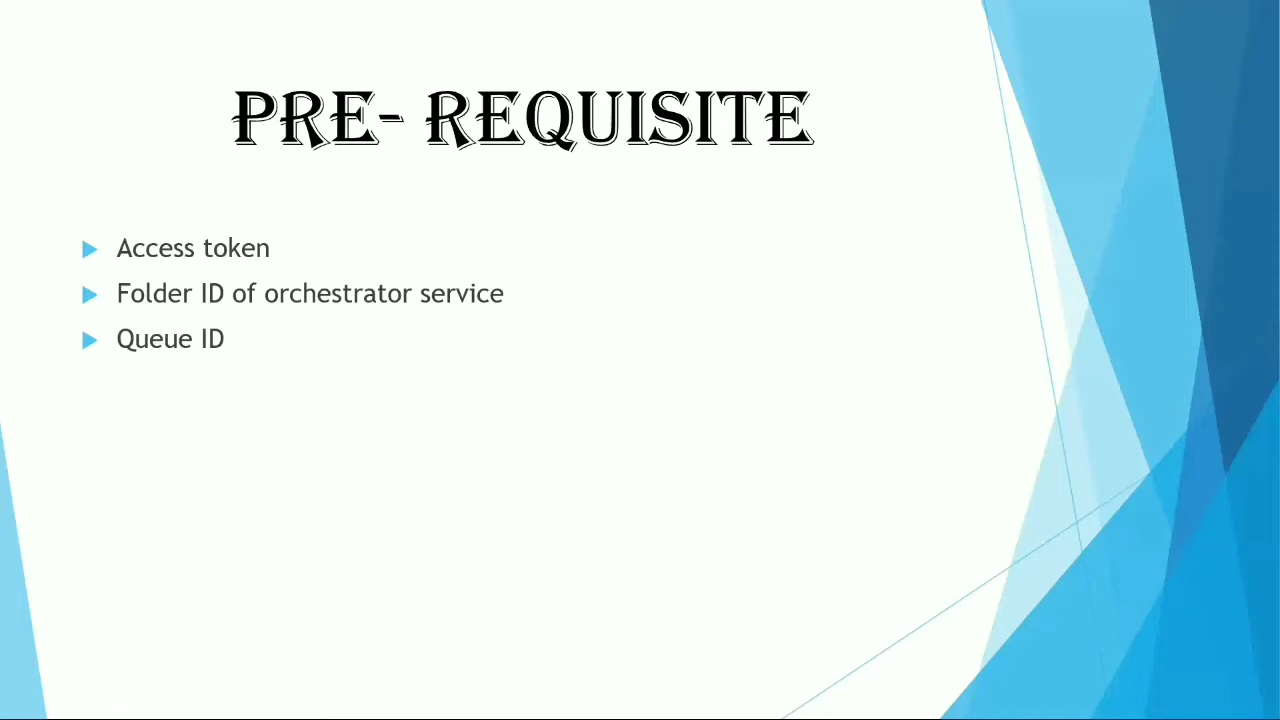 PRE- REQUISITE
Access token
Folder ID of orchestrator service
Queue ID